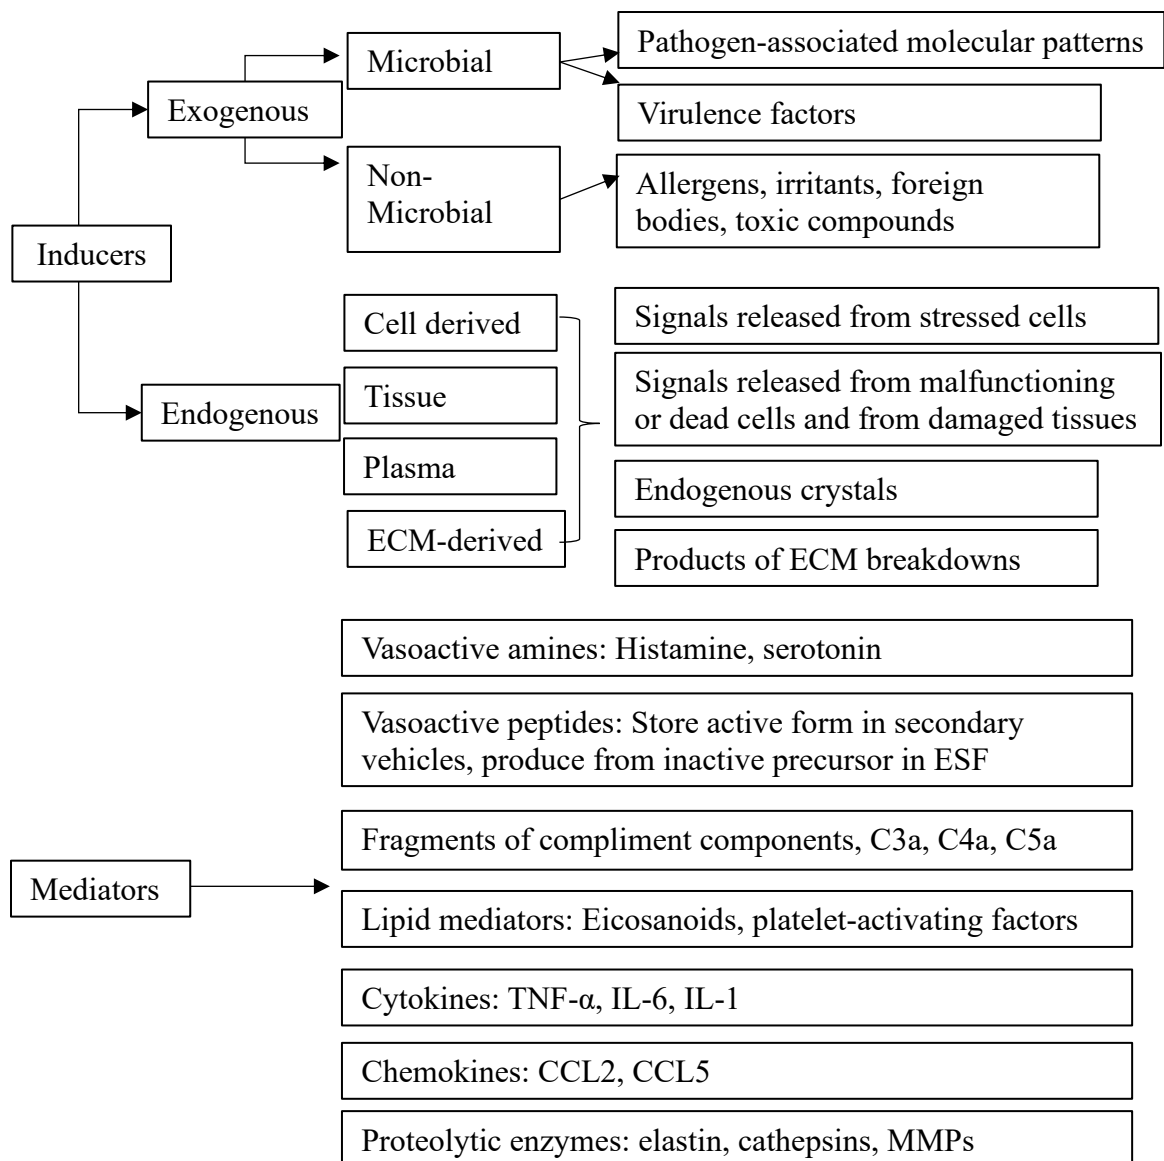 Inducers
Exogenous
Microbial
Pathogen-associated molecular patterns
Virulence factors
Non-
Microbial
Allergens, irritants, foreign
bodies, toxic compounds
Endogenous
Cell derived
Tissue
Plasma
ECM-derived
Signals released from stressed cells
Signals released from malfunctioning
or dead cells and from damaged tissues
Endogenous crystals
Products of ECM breakdowns
Mediators
Vasoactive amines: Histamine, serotonin
Vasoactive peptides: Store active form in secondary
vehicles, produce from inactive precursor in ESF
Fragments of compliment components, C3a, C4a, C5a
Lipid mediators: Eicosanoids, platelet-activating factors
Cytokines: TNF-α, IL-6, IL-1
Chemokines: CCL2, CCL5
Proteolytic enzymes: elastin, cathepsins, MMPs